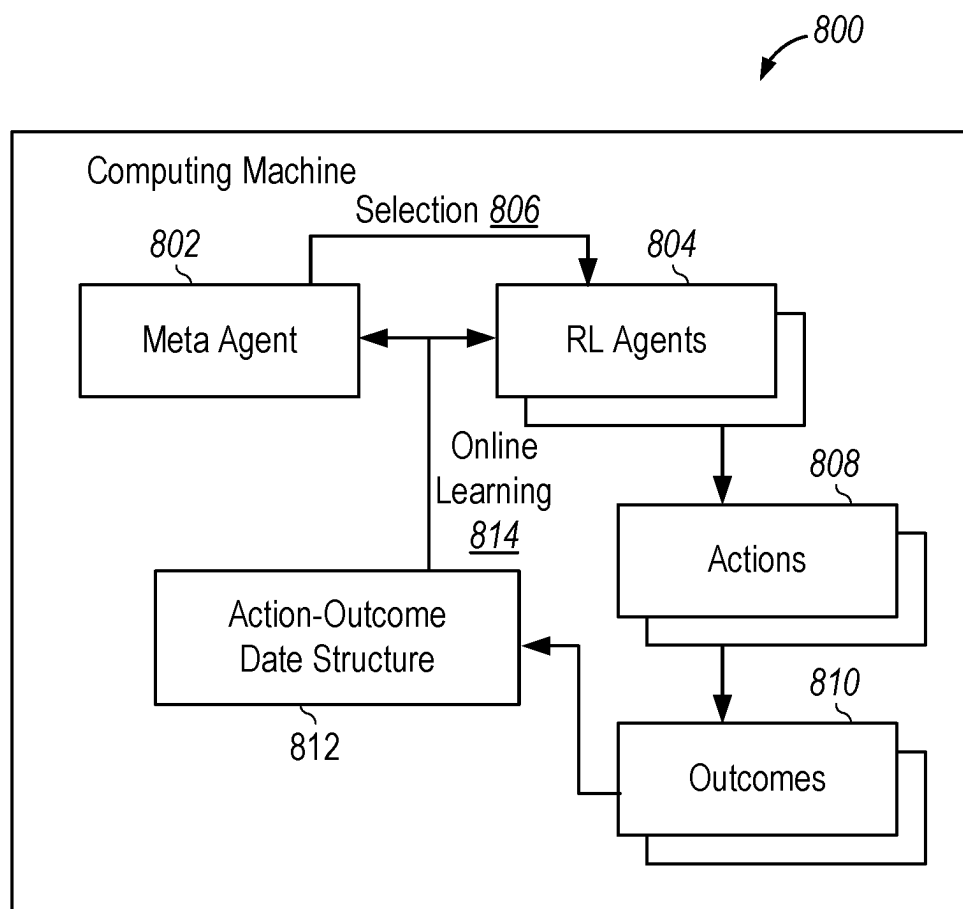 800
Computing Machine
Selection 806
802
804
Meta Agent
RL Agents
Online
Learning
814
808
Actions
Action-Outcome
Date Structure
812
810
Outcomes